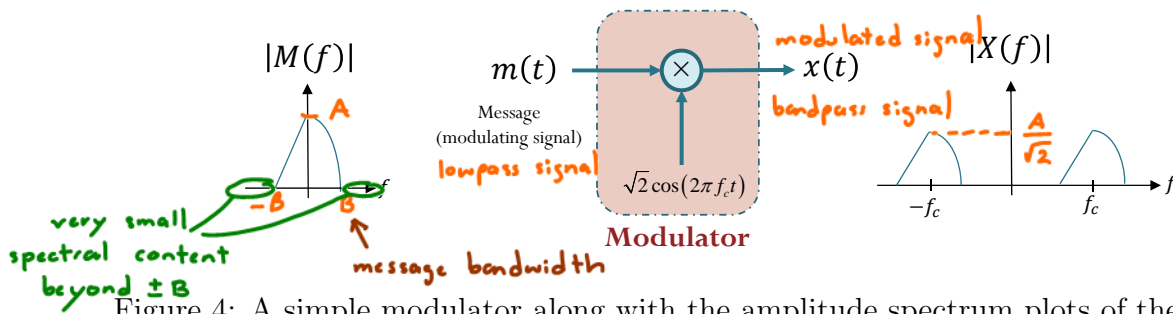 |M(f)|
A
f
−B
B
very small
spectral content
beyond ±B
message bandwidth
m(t)
Message
(modulating signal)
lowpass signal
×
√2 cos(2πf_c t)
Modulator
modulated signal
x(t)
bandpass signal
|X(f)|
A/√2
−f_c
f_c
f
Figure 4: A simple modulator along with the amplitude spectrum plots of the